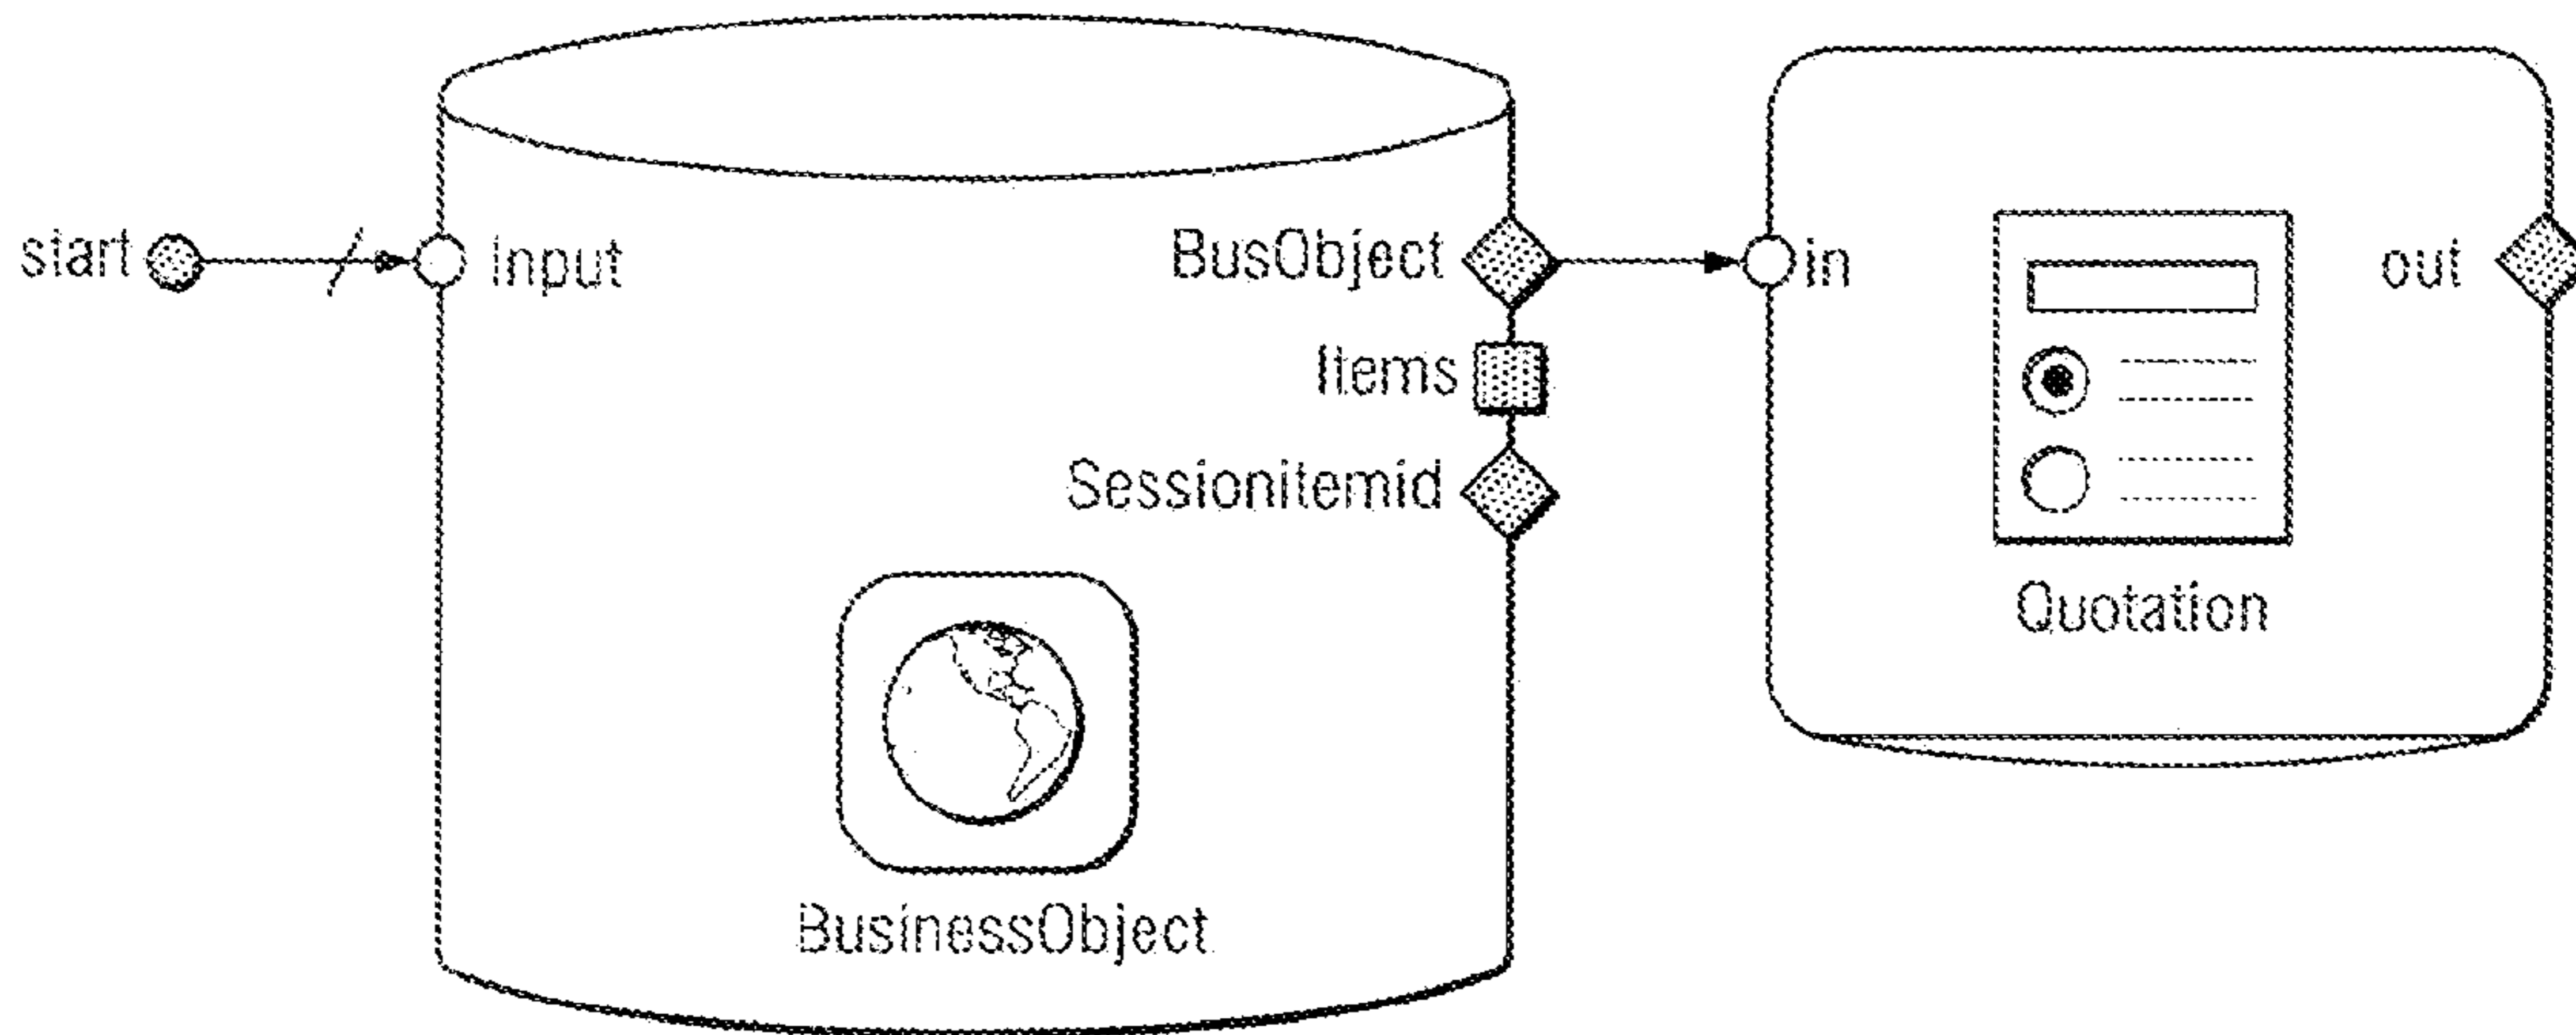 start
Input
BusObject
in
out
Items
Sessionitemid
Quotation
BusinessObject